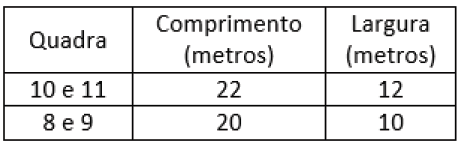 Quadra Comprimento (metros) Largura (metros)
10 e 11 22 12
8 e 9 20 10